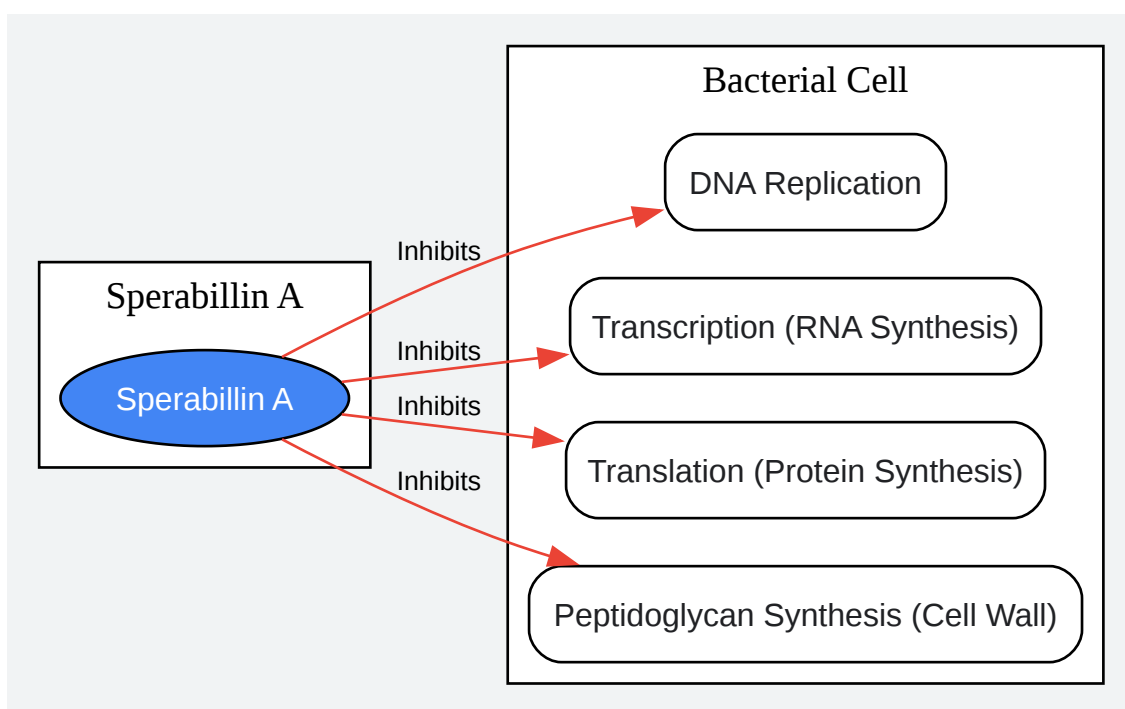 Bacterial Cell
DNA Replication
Inhibits
Sperabillin A
Transcription (RNA Synthesis)
Inhibits
Sperabillin A
Inhibits
Translation (Protein Synthesis)
Inhibits
Peptidoglycan Synthesis (Cell Wall)